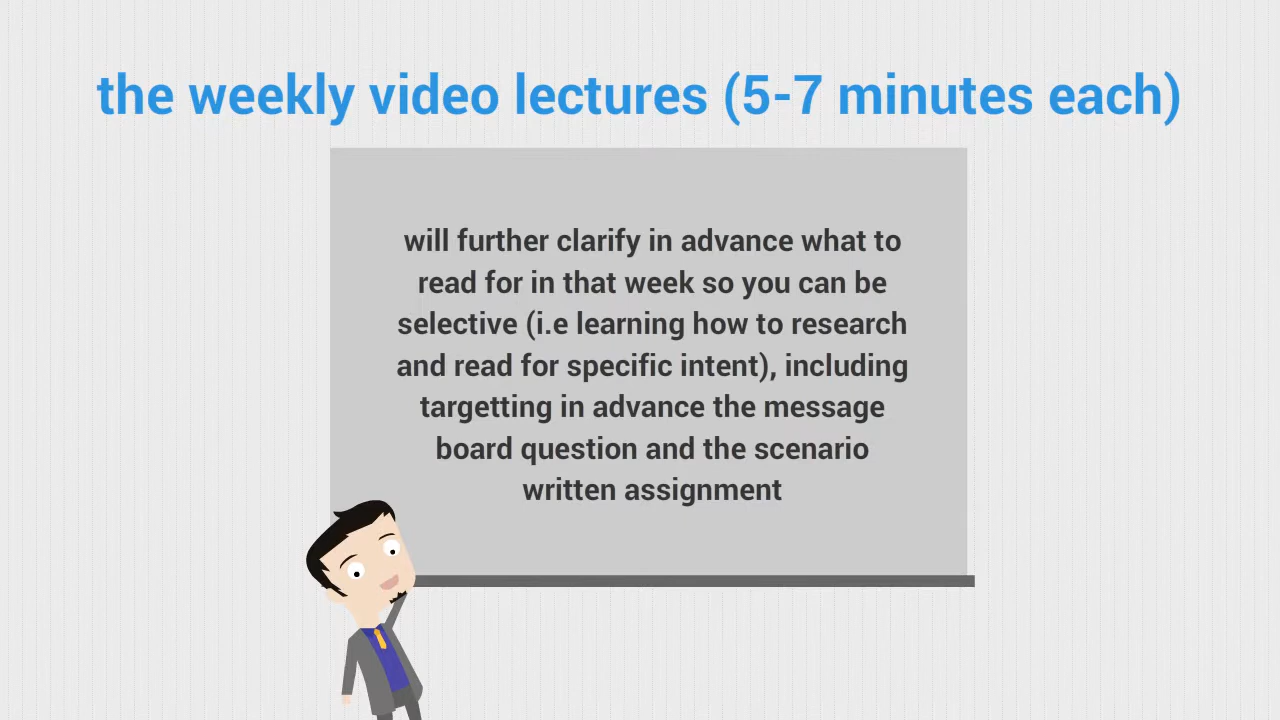 the weekly video lectures (5-7 minutes each)
will further clarify in advance what to
read for in that week so you can be
selective (i.e learning how to research
and read for specific intent), including
targetting in advance the message
board question and the scenario
written assignment